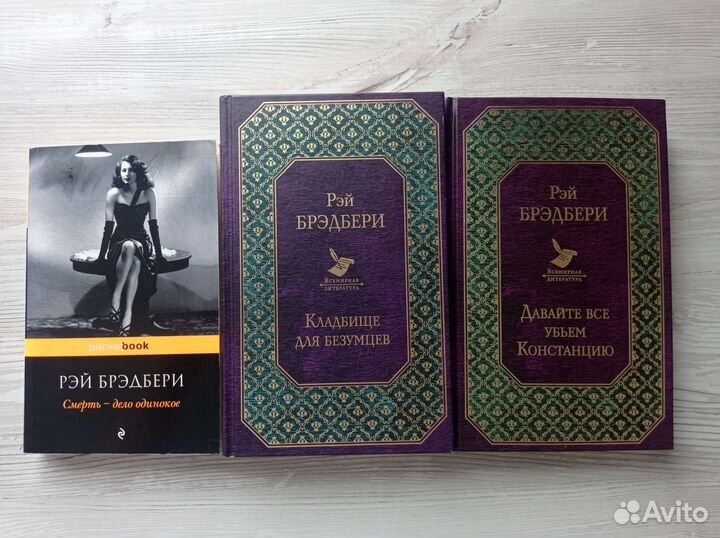 pocketbook
РЭЙ БРЭДБЕРИ
Смерть – дело одинокое
Рэй
БРЭДБЕРИ
Всемирная
литература
Кладбище
для безумцев
Рэй
БРЭДБЕРИ
Всемирная
литература
Давайте все
убьем
Констанцию
Avito